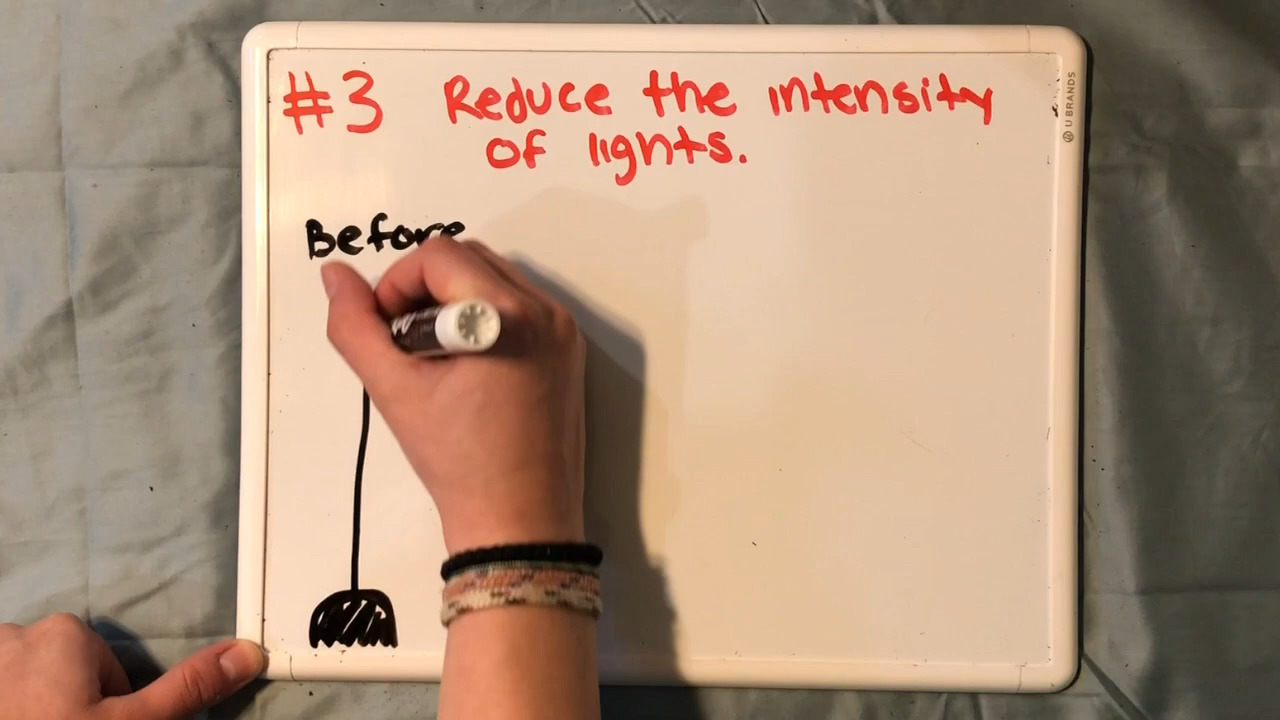 #3 Reduce the intensity
of lights.
Before
U BRANDS